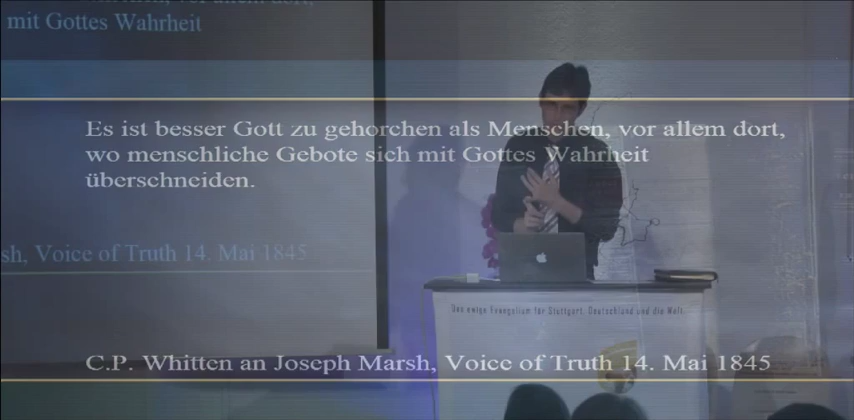 mit Gottes Wahrheit
Es ist besser Gott zu gehorchen als Menschen, vor allem dort,
wo menschliche Gebote sich mit Gottes Wahrheit
überschneiden.
sh, Voice of Truth 14. Mai 1845
Das ewige Evangelium für Stuttgart, Deutschland und die Welt
C.P. Whitten an Joseph Marsh, Voice of Truth 14. Mai 1845